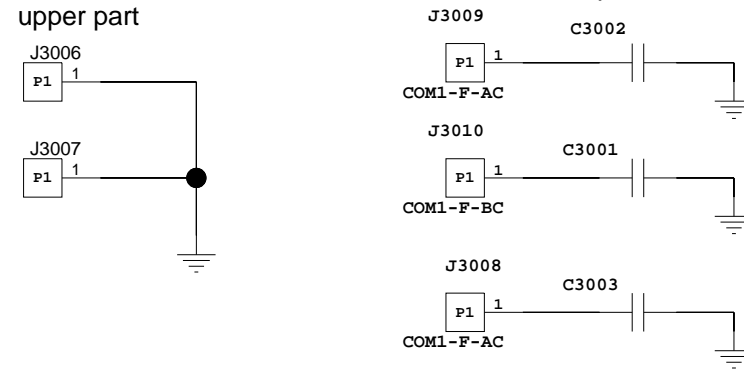 upper part
J3006
P1 1
J3007
P1 1
J3009
C3002
P1 1
COM1-F-AC
J3010
C3001
P1 1
COM1-F-BC
J3008
C3003
P1 1
COM1-F-AC